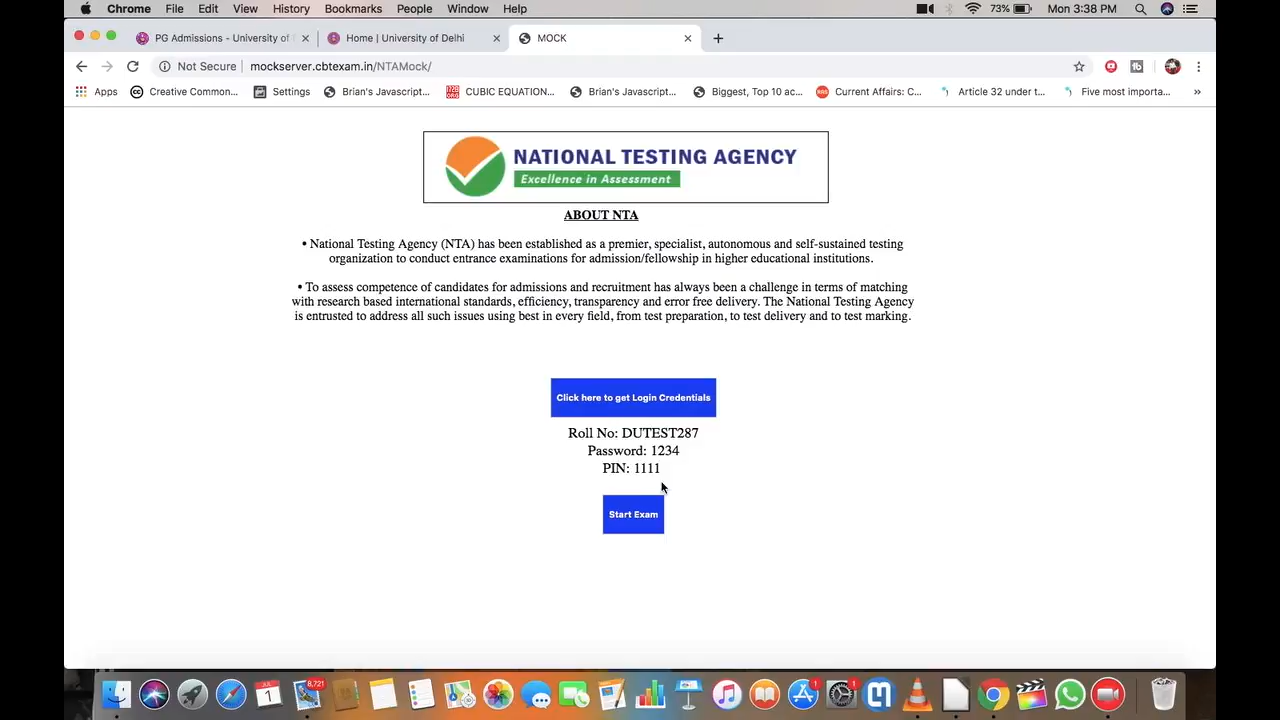 Chrome File Edit View History Bookmarks People Window Help 73% Mon 3:38 PM
PG Admissions - University of Home | University of Delhi MOCK
Not Secure mockserver.cbtexam.in/NTAMock/
Apps Creative Common... Settings Brian's Javascript... CUBIC EQUATION... Brian's Javascript... Biggest, Top 10 ac... Current Affairs: C... Article 32 under t... Five most importa... »
NATIONAL TESTING AGENCY
Excellence in Assessment
ABOUT NTA
• National Testing Agency (NTA) has been established as a premier, specialist, autonomous and self-sustained testing
organization to conduct entrance examinations for admission/fellowship in higher educational institutions.
• To assess competence of candidates for admissions and recruitment has always been a challenge in terms of matching
with research based international standards, efficiency, transparency and error free delivery. The National Testing Agency
is entrusted to address all such issues using best in every field, from test preparation, to test delivery and to test marking.
Click here to get Login Credentials
Roll No: DUTEST287
Password: 1234
PIN: 1111
Start Exam
8,721
1
1
1